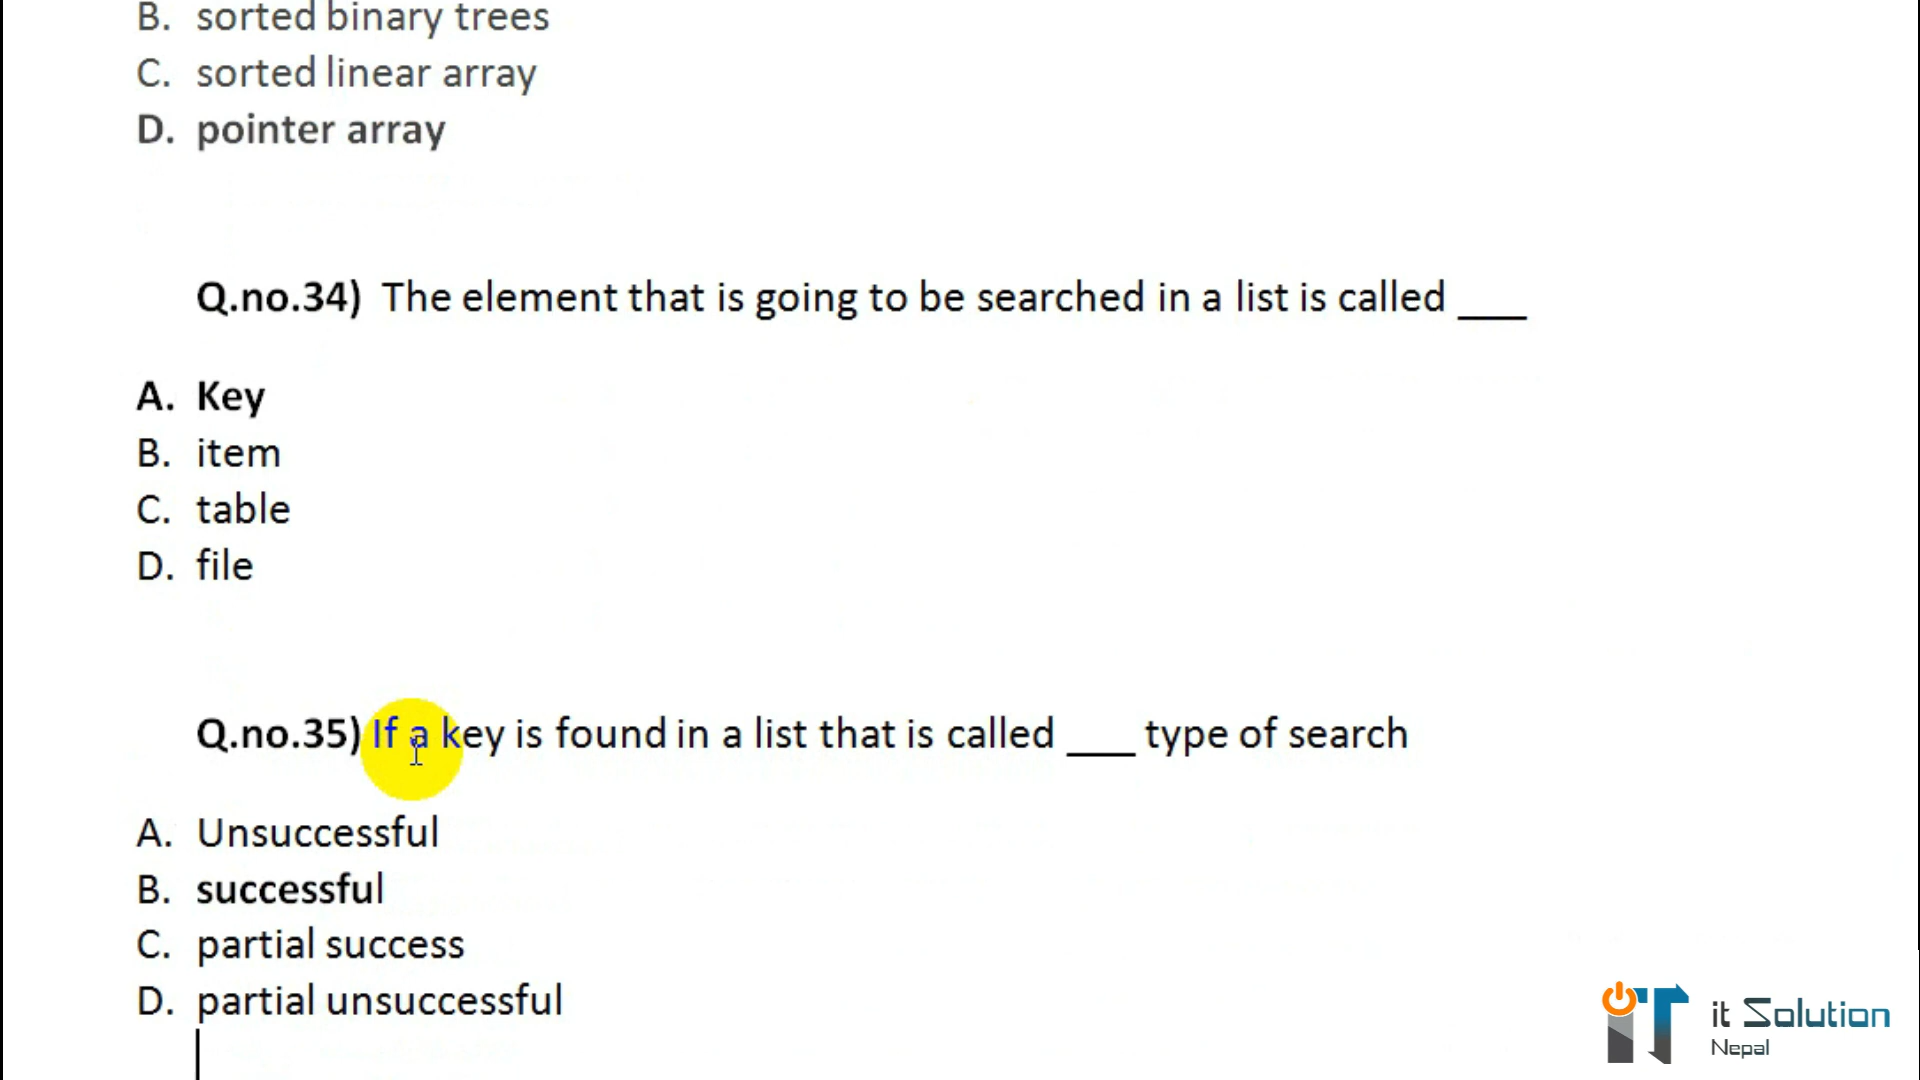 B. sorted binary trees
C. sorted linear array
D. pointer array
Q.no.34) The element that is going to be searched in a list is called ___
A. Key
B. item
C. table
D. file
Q.no.35) If a key is found in a list that is called ___ type of search
A. Unsuccessful
B. successful
C. partial success
D. partial unsuccessful
iT it Solution
Nepal